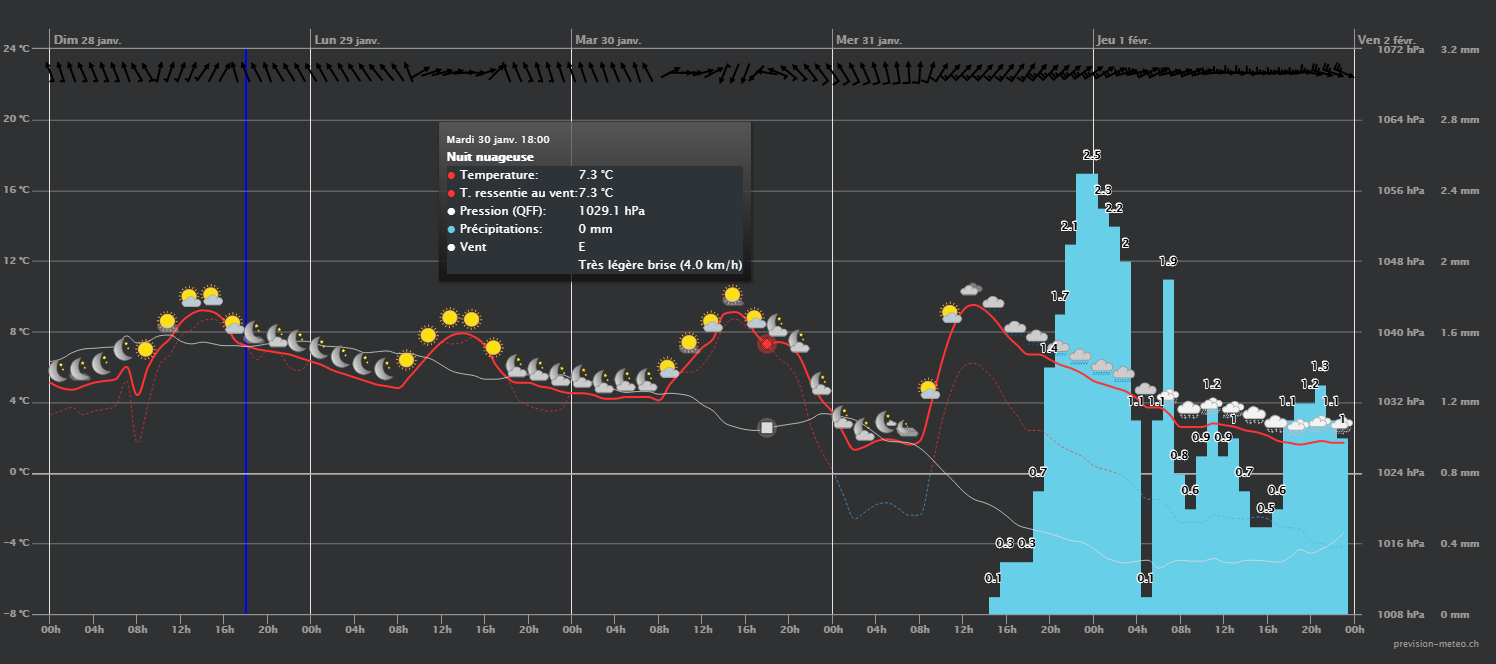 Dim 28 janv.
Lun 29 janv.
Mar 30 janv.
Mer 31 janv.
Jeu 1 févr.
Ven 2 févr.
24 °C
1072 hPa
3.2 mm
20 °C
1064 hPa
2.8 mm
Mardi 30 janv. 18:00
Nuit nuageuse
Temperature: 7.3 °C
T. ressentie au vent: 7.3 °C
Pression (QFF): 1029.1 hPa
Précipitations: 0 mm
Vent E
Très légère brise (4.0 km/h)
16 °C
1056 hPa
2.4 mm
12 °C
1048 hPa
2 mm
8 °C
1040 hPa
1.6 mm
4 °C
1032 hPa
1.2 mm
0 °C
1024 hPa
0.8 mm
-4 °C
1016 hPa
0.4 mm
-8 °C
1008 hPa
0 mm
0.1
0.3
0.3
0.7
1.4
1.7
2.1
2.5
2.3
2.2
2
1.1
0.1
1.1
1.9
0.8
0.6
0.9
1.2
0.9
1
0.7
0.5
0.6
1.1
1.2
1.3
1.1
1
00h 04h 08h 12h 16h 20h 00h 04h 08h 12h 16h 20h 00h 04h 08h 12h 16h 20h 00h 04h 08h 12h 16h 20h 00h 04h 08h 12h 16h 20h 00h
prevision-meteo.ch